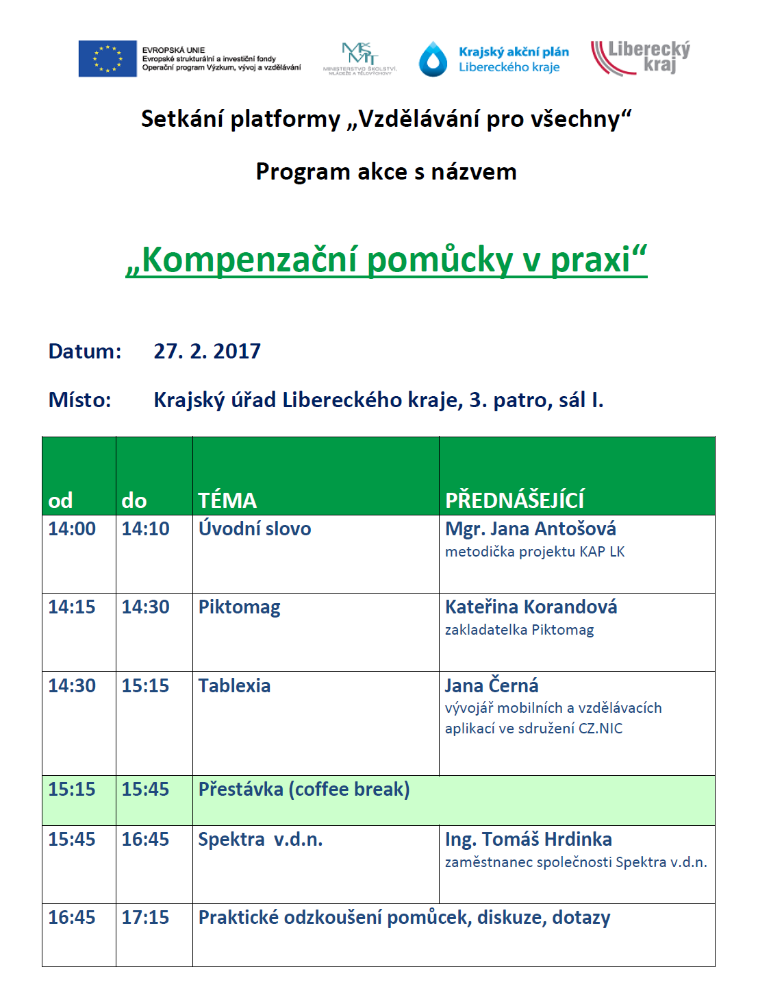 EVROPSKÁ UNIE
Evropské strukturální a investiční fondy
Operační program Výzkum, vývoj a vzdělávání
MŠMT
MINISTERSTVO ŠKOLSTVÍ,
MLÁDEŽE A TĚLOVÝCHOVY
Krajský akční plán
Libereckého kraje
Liberecký
kraj
Setkání platformy „Vzdělávání pro všechny“
Program akce s názvem
„Kompenzační pomůcky v praxi“
Datum: 27. 2. 2017
Místo: Krajský úřad Libereckého kraje, 3. patro, sál I.
od do TÉMA PŘEDNÁŠEJÍCÍ
14:00 14:10 Úvodní slovo Mgr. Jana Antošová
metodička projektu KAP LK
14:15 14:30 Piktomag Kateřina Korandová
zakladatelka Piktomag
14:30 15:15 Tablexia Jana Černá
vývojář mobilních a vzdělávacích
aplikací ve sdružení CZ.NIC
15:15 15:45 Přestávka (coffee break)
15:45 16:45 Spektra v.d.n. Ing. Tomáš Hrdinka
zaměstnanec společnosti Spektra v.d.n.
16:45 17:15 Praktické odzkoušení pomůcek, diskuze, dotazy